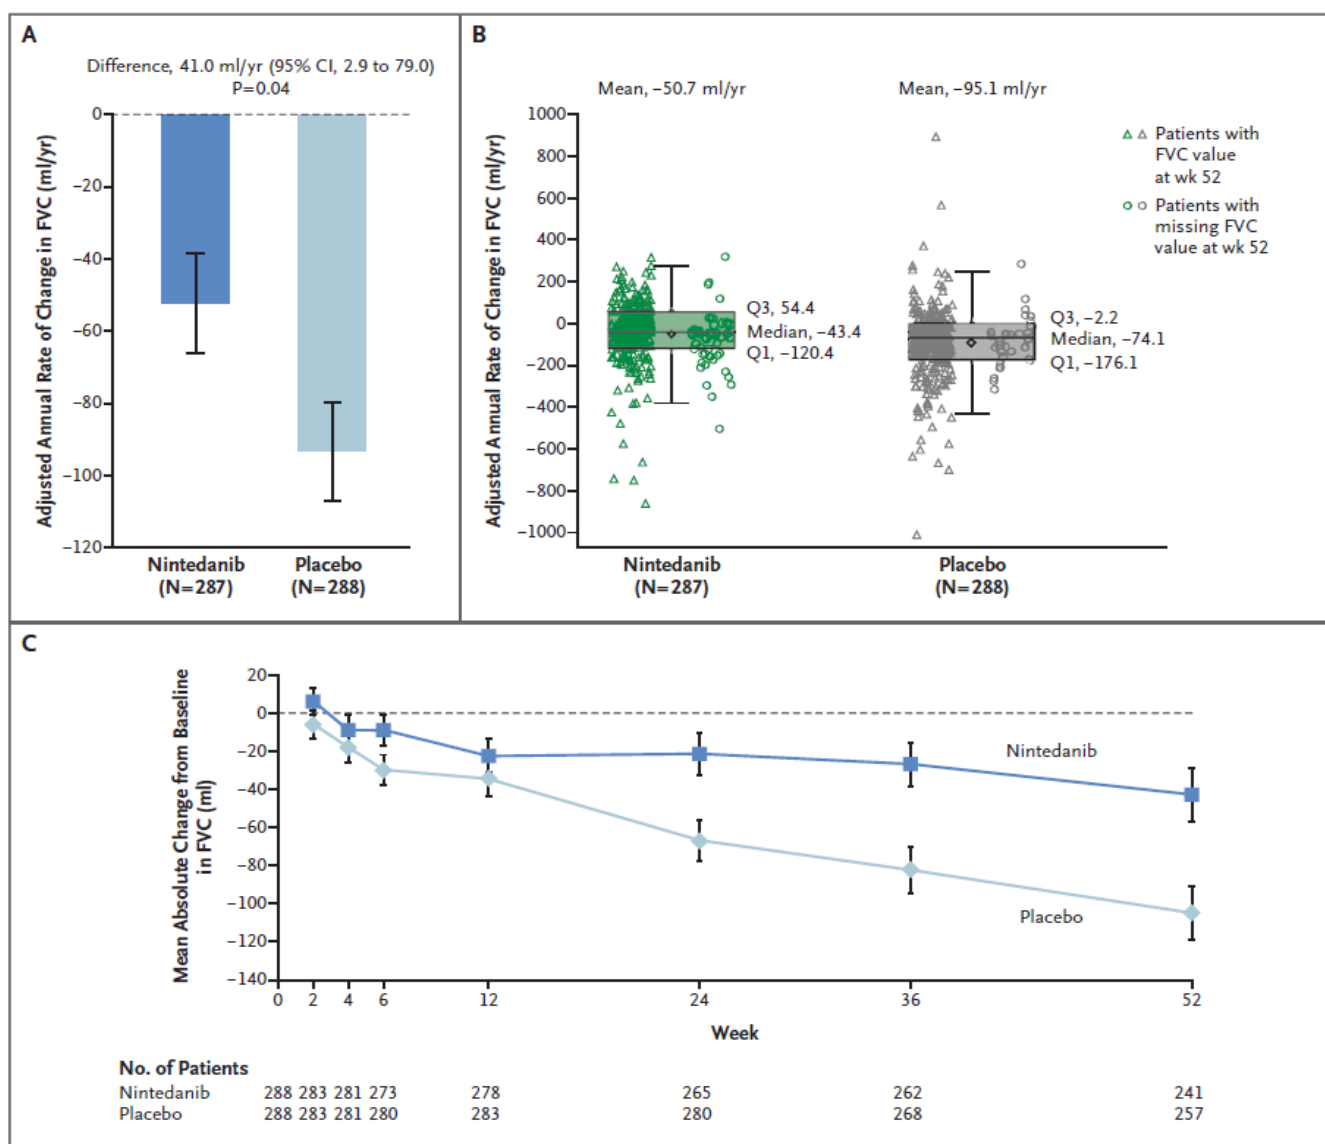 A
Difference, 41.0 ml/yr (95% CI, 2.9 to 79.0)
P=0.04
Adjusted Annual Rate of Change in FVC (ml/yr)
0
−20
−40
−60
−80
−100
−120
Nintedanib
(N=287)
Placebo
(N=288)
B
Mean, −50.7 ml/yr
Mean, −95.1 ml/yr
Adjusted Annual Rate of Change in FVC (ml/yr)
1000
800
600
400
200
0
−200
−400
−600
−800
−1000
Q3, 54.4
Median, −43.4
Q1, −120.4
Q3, −2.2
Median, −74.1
Q1, −176.1
Patients with
FVC value
at wk 52
Patients with
missing FVC
value at wk 52
Nintedanib
(N=287)
Placebo
(N=288)
C
Mean Absolute Change from Baseline
in FVC (ml)
20
0
−20
−40
−60
−80
−100
−120
−140
Nintedanib
Placebo
0 2 4 6 12 24 36 52
Week
No. of Patients
Nintedanib 288 283 281 273 278 265 262 241
Placebo 288 283 281 280 283 280 268 257